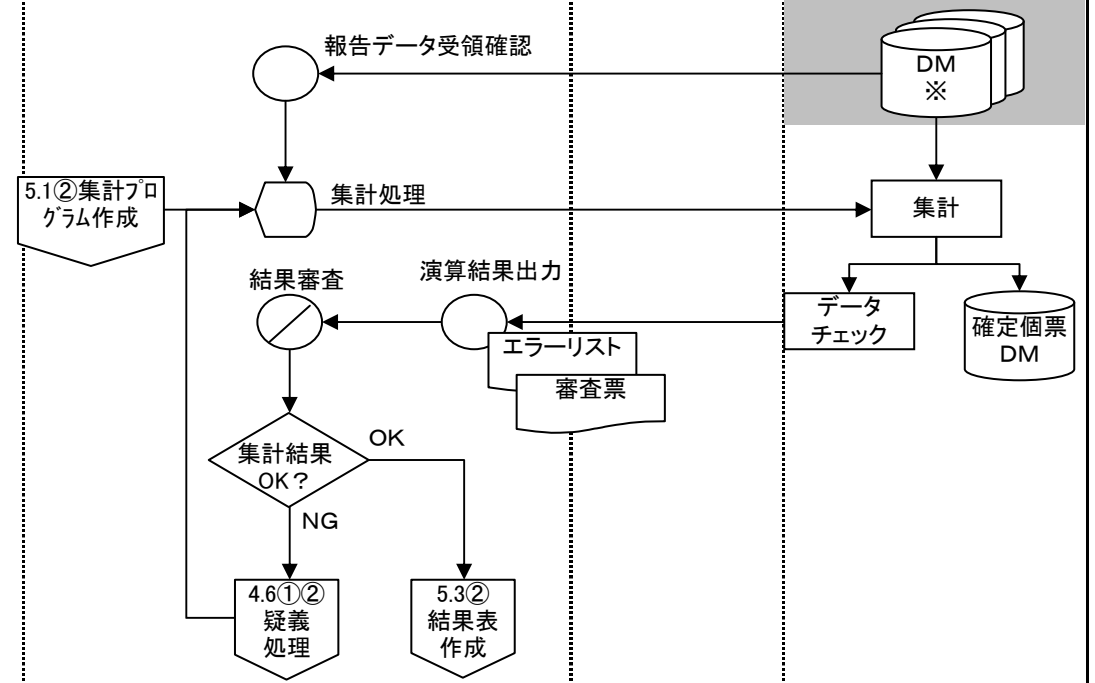 報告データ受領確認
DM
※
5.1②集計プロ
グラム作成
集計処理
集計
結果審査
演算結果出力
データ
チェック
確定個票
DM
エラーリスト
審査票
集計結果
OK?
OK
NG
4.6①②
疑義
処理
5.3②
結果表
作成